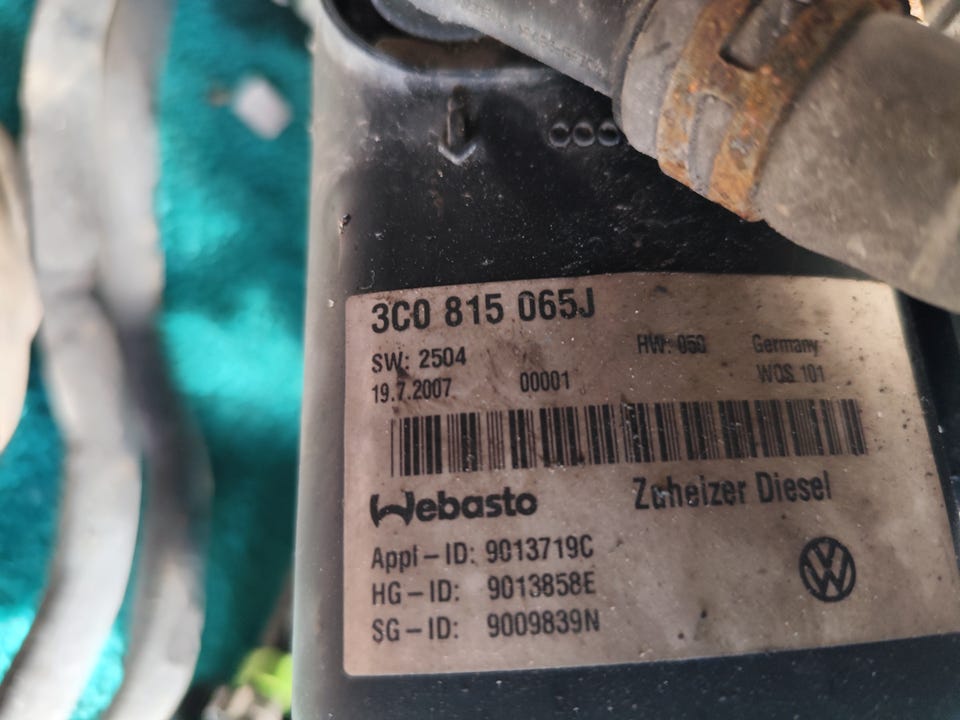 3C0 815 065J
SW: 2504 HW: 050 Germany
19.7.2007 00001 WOS 101
Webasto Zuheizer Diesel
Appl-ID: 9013719C
HG-ID: 9013858E
SG-ID: 9009839N
VW